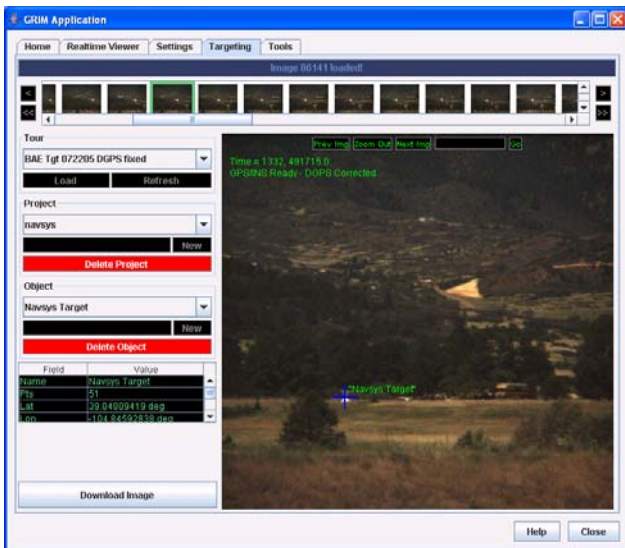 GRIM Application
Home Realtime Viewer Settings Targeting Tools
Image 06141 loaded!
< >
<< >>
Tour
BAE Tgt 072205 DGPS fixed
Load Refresh
Project
navsys
New
Delete Project
Object
Navsys Target
New
Delete Object
Field Value
Name Navsys Target
Pts 51
Lat 39.04909419 deg
Lon -104.84592838 deg
Download Image
Prev Img Zoom Out Next Img Go
Time = 1332, 491715.0
GPS/INS Ready - DGPS Corrected
"Navsys Target"
Help Close